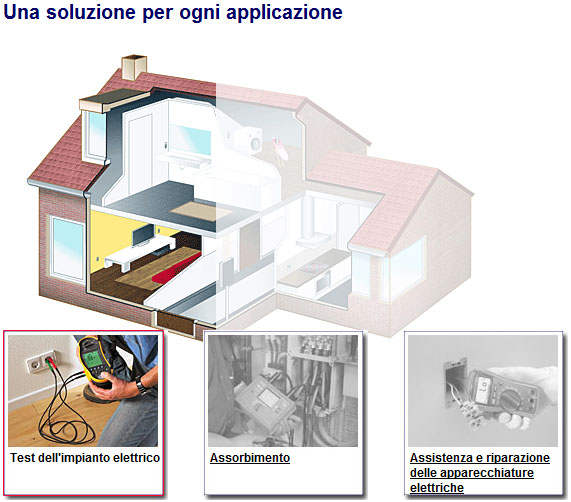 Una soluzione per ogni applicazione
Test dell'impianto elettrico
Assorbimento
Assistenza e riparazione
delle apparecchiature
elettriche